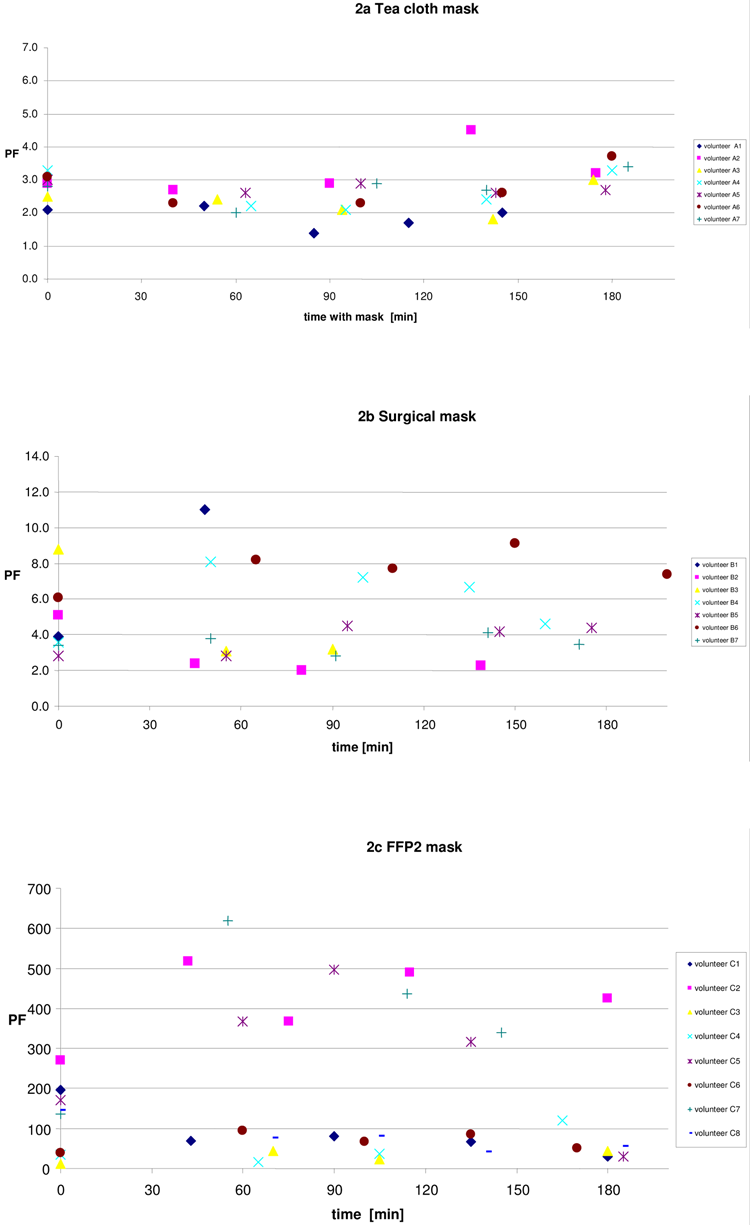 2a Tea cloth mask
7.0
6.0
5.0
4.0
PF
3.0
2.0
1.0
0.0
0 30 60 90 120 150 180
time with mask [min]
volunteer A1
volunteer A2
volunteer A3
volunteer A4
volunteer A5
volunteer A6
volunteer A7
2b Surgical mask
14.0
12.0
10.0
8.0
PF
6.0
4.0
2.0
0.0
0 30 60 90 120 150 180
time [min]
volunteer B1
volunteer B2
volunteer B3
volunteer B4
volunteer B5
volunteer B6
volunteer B7
2c FFP2 mask
700
600
500
400
PF
300
200
100
0
0 30 60 90 120 150 180
time [min]
volunteer C1
volunteer C2
volunteer C3
volunteer C4
volunteer C5
volunteer C6
volunteer C7
volunteer C8